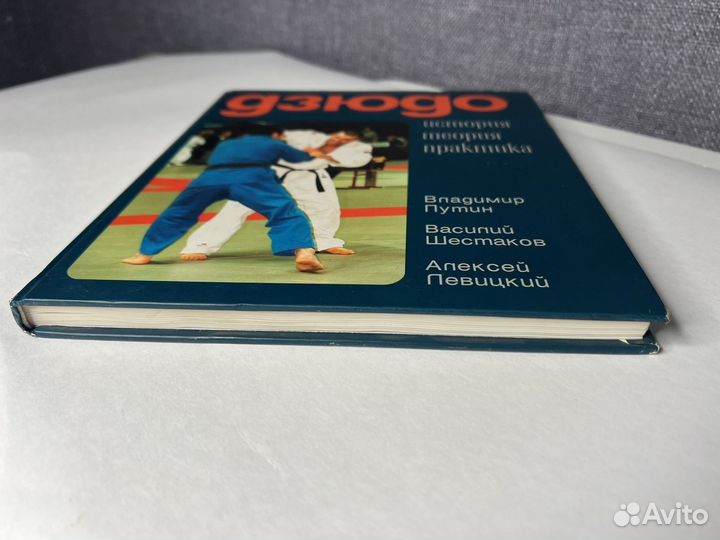 дзюдо
история
теория
практика
Владимир
Путин
Василий
Шестаков
Алексей
Левицкий
Avito